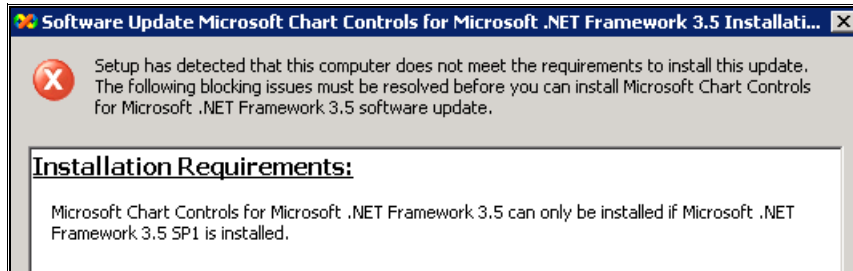 Software Update Microsoft Chart Controls for Microsoft .NET Framework 3.5 Installati...
Setup has detected that this computer does not meet the requirements to install this update.
The following blocking issues must be resolved before you can install Microsoft Chart Controls
for Microsoft .NET Framework 3.5 software update.
Installation Requirements:
Microsoft Chart Controls for Microsoft .NET Framework 3.5 can only be installed if Microsoft .NET
Framework 3.5 SP1 is installed.